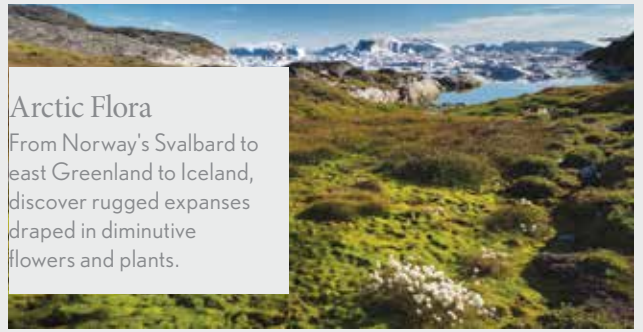 Arctic Flora
From Norway's Svalbard to
east Greenland to Iceland,
discover rugged expanses
draped in diminutive
flowers and plants.